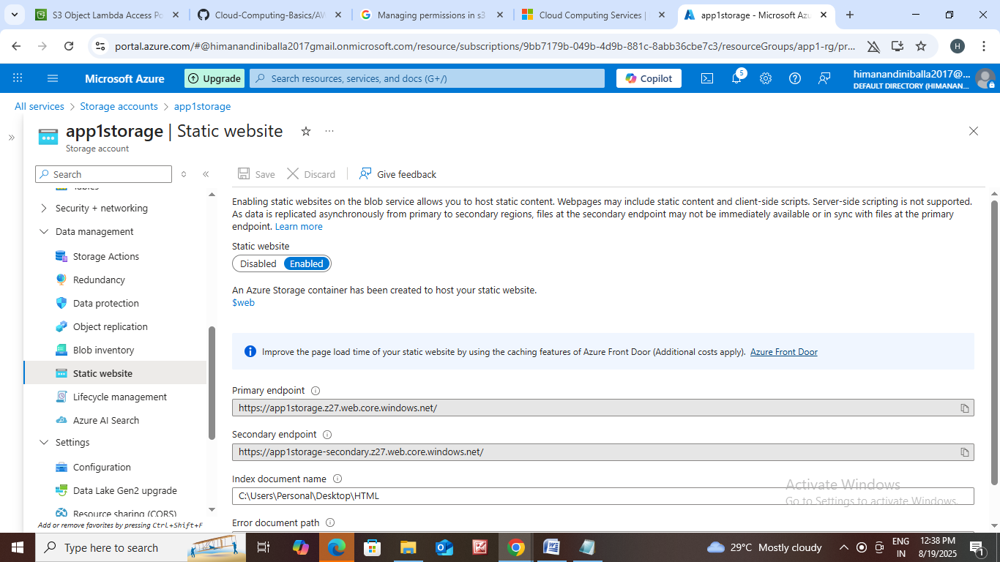 S3 Object Lambda Access Po
Cloud-Computing-Basics/AW
Managing permissions in s3
Cloud Computing Services |
app1storage - Microsoft Azu
portal.azure.com/#@himanandiniballa2017gmail.onmicrosoft.com/resource/subscriptions/9bb7179b-049b-4d9b-881c-8abb36cbe7c3/resourceGroups/app1-rg/pr...
H
Microsoft Azure
Upgrade
Search resources, services, and docs (G+/)
Copilot
5
himanandiniballa2017@...
DEFAULT DIRECTORY (HIMANAN...
All services > Storage accounts > app1storage
app1storage | Static website
Storage account
Search
Save
Discard
Give feedback
Tables
Security + networking
Data management
Storage Actions
Redundancy
Data protection
Object replication
Blob inventory
Static website
Lifecycle management
Azure AI Search
Settings
Configuration
Data Lake Gen2 upgrade
Resource sharing (CORS)
Add or remove favorites by pressing Ctrl+Shift+F
Enabling static websites on the blob service allows you to host static content. Webpages may include static content and client-side scripts. Server-side scripting is not supported.
As data is replicated asynchronously from primary to secondary regions, files at the secondary endpoint may not be immediately available or in sync with files at the primary
endpoint. Learn more
Static website
Disabled Enabled
An Azure Storage container has been created to host your static website.
$web
Improve the page load time of your static website by using the caching features of Azure Front Door (Additional costs apply). Azure Front Door
Primary endpoint
https://app1storage.z27.web.core.windows.net/
Secondary endpoint
https://app1storage-secondary.z27.web.core.windows.net/
Index document name
C:\Users\Personal\Desktop\HTML
Error document path
Activate Windows
Go to Settings to activate Windows.
Type here to search
29°C Mostly cloudy
ENG
IN
12:38 PM
8/19/2025
1